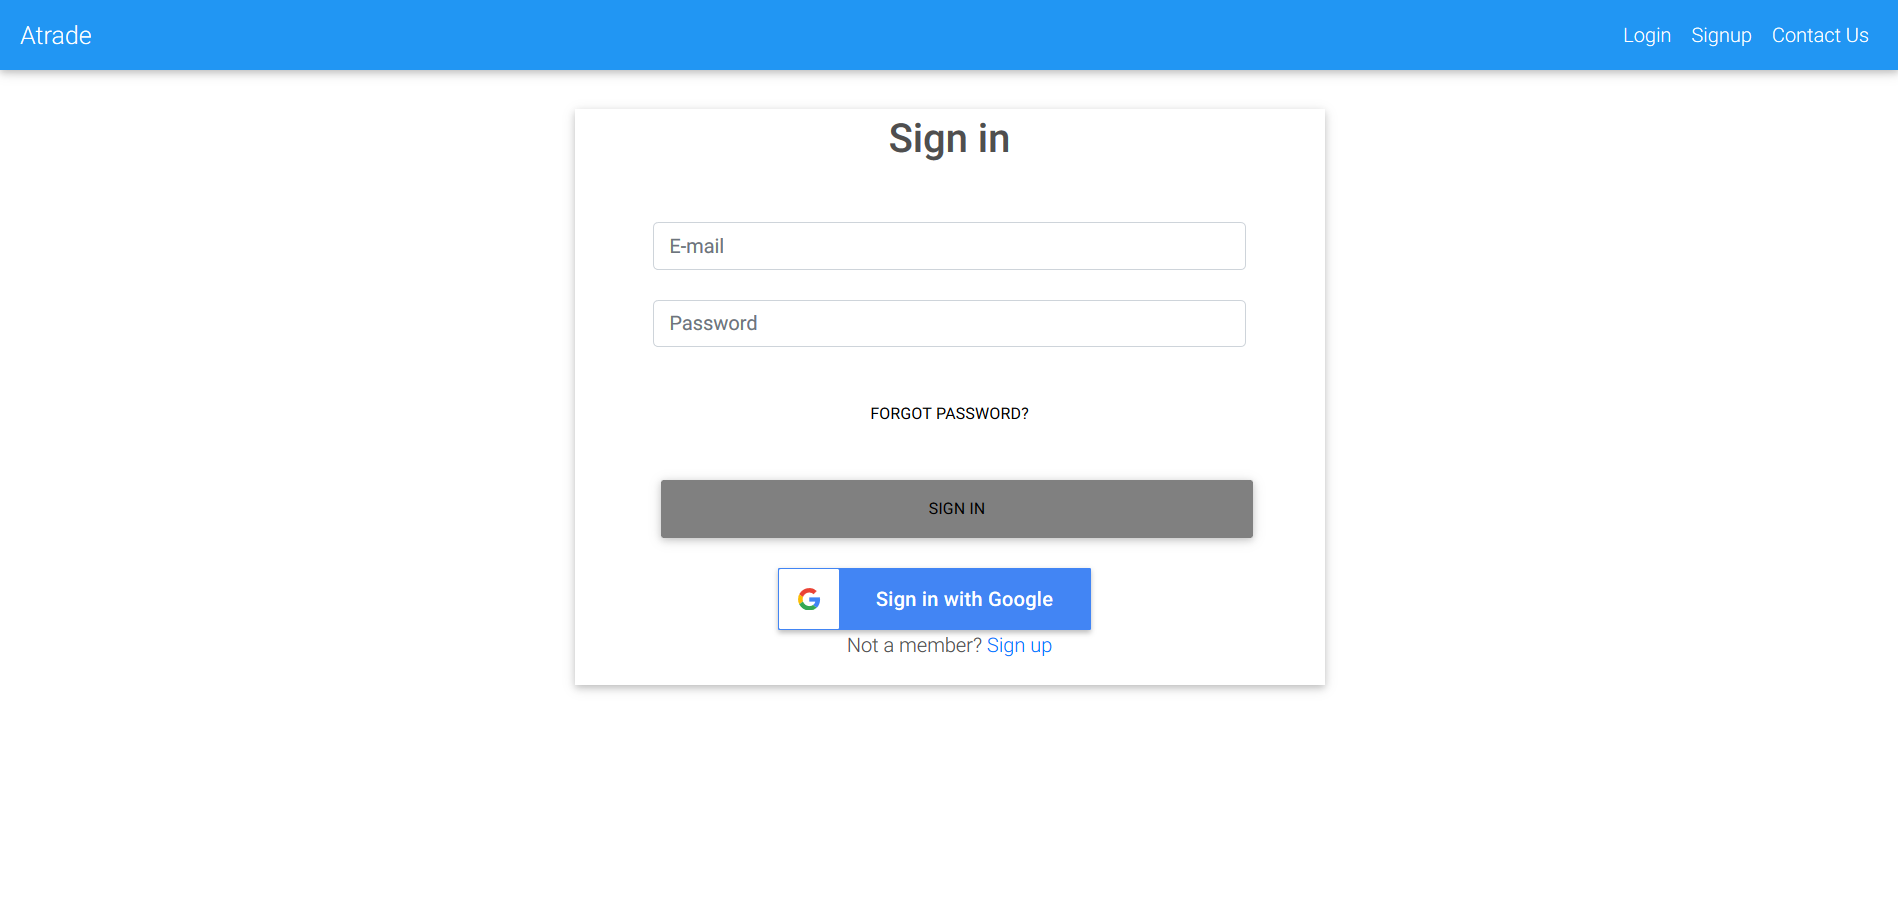 Atrade Login Signup Contact Us
Sign in
E-mail
Password
FORGOT PASSWORD?
SIGN IN
Sign in with Google
Not a member? Sign up